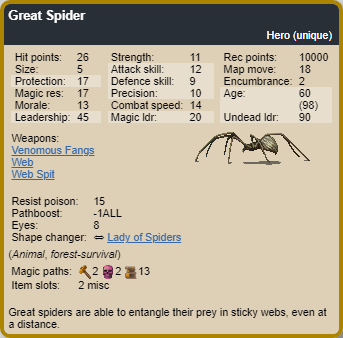 Great Spider
Hero (unique)
Hit points: 26 Strength: 11 Rec points: 10000
Size: 5 Attack skill: 12 Map move: 18
Protection: 17 Defence skill: 9 Encumbrance: 2
Magic res: 17 Precision: 10 Age: 60
Morale: 13 Combat speed: 14 (98)
Leadership: 45 Magic ldr: 20 Undead ldr: 90
Weapons:
Venomous Fangs
Web
Web Spit
Resist poison: 15
Pathboost: -1ALL
Eyes: 8
Shape changer: ⇔ Lady of Spiders
(Animal, forest-survival)
Magic paths: 2 2 13
Item slots: 2 misc
Great spiders are able to entangle their prey in sticky webs, even at
a distance.